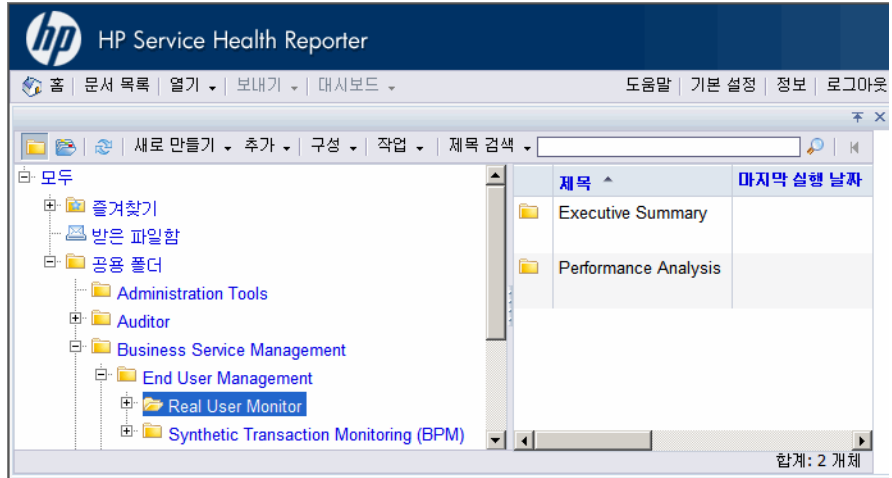 hp HP Service Health Reporter
홈 | 문서 목록 | 열기 | 보내기 | 대시보드 도움말 | 기본 설정 | 정보 | 로그아웃
새로 만들기 추가 | 구성 | 작업 | 제목 검색
모두
즐겨찾기
받은 파일함
공용 폴더
Administration Tools
Auditor
Business Service Management
End User Management
Real User Monitor
Synthetic Transaction Monitoring (BPM)
제목 마지막 실행 날짜
Executive Summary
Performance Analysis
합계: 2 개체